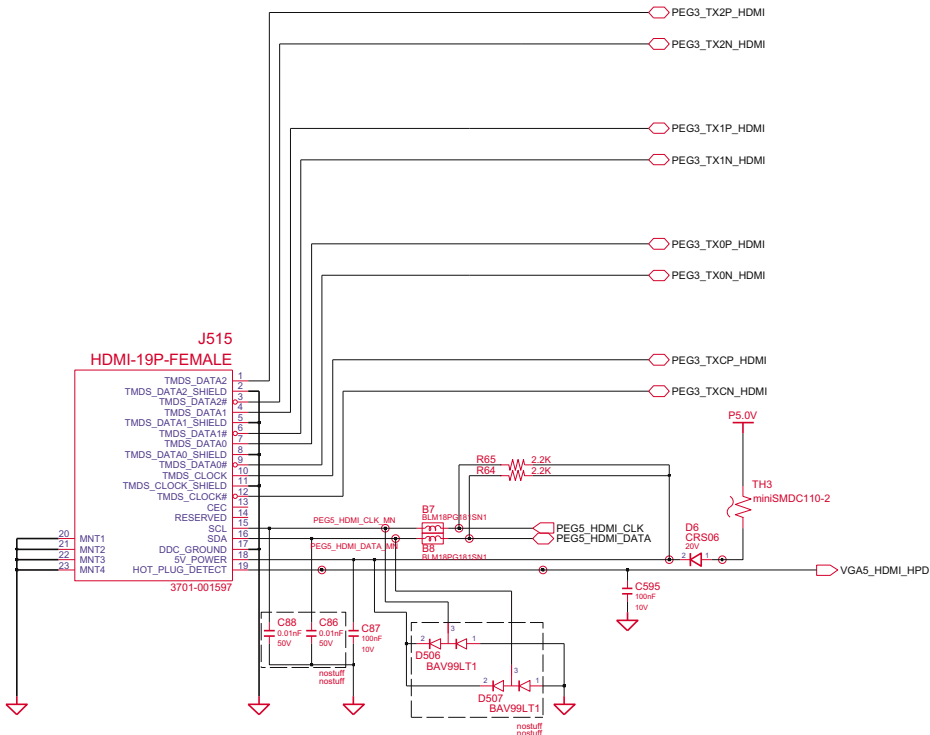 PEG3_TX2P_HDMI
PEG3_TX2N_HDMI
PEG3_TX1P_HDMI
PEG3_TX1N_HDMI
PEG3_TX0P_HDMI
PEG3_TX0N_HDMI
PEG3_TXCP_HDMI
PEG3_TXCN_HDMI
J515
HDMI-19P-FEMALE
TMDS_DATA2 1
TMDS_DATA2_SHIELD 2
TMDS_DATA2# 3
TMDS_DATA1 4
TMDS_DATA1_SHIELD 5
TMDS_DATA1# 6
TMDS_DATA0 7
TMDS_DATA0_SHIELD 8
TMDS_DATA0# 9
TMDS_CLOCK 10
TMDS_CLOCK_SHIELD 11
TMDS_CLOCK# 12
CEC 13
RESERVED 14
SCL 15
SDA 16
DDC_GROUND 17
5V_POWER 18
HOT_PLUG_DETECT 19
20 MNT1
21 MNT2
22 MNT3
23 MNT4
3701-001597
P5.0V
TH3
miniSMDC110-2
R65 2.2K
R64 2.2K
B7
BLM18PG181SN1
PEG5_HDMI_CLK_MN
PEG5_HDMI_CLK
PEG5_HDMI_DATA
PEG5_HDMI_DATA_MN
B8
BLM18PG181SN1
D6
CRS06
20V
2 1
VGA5_HDMI_HPD
C595
100nF
10V
C88
0.01nF
50V
C86
0.01nF
50V
C87
100nF
10V
nostuff
nostuff
3
2 1
D506
BAV99LT1
3
2 1
D507
BAV99LT1
nostuff
nostuff